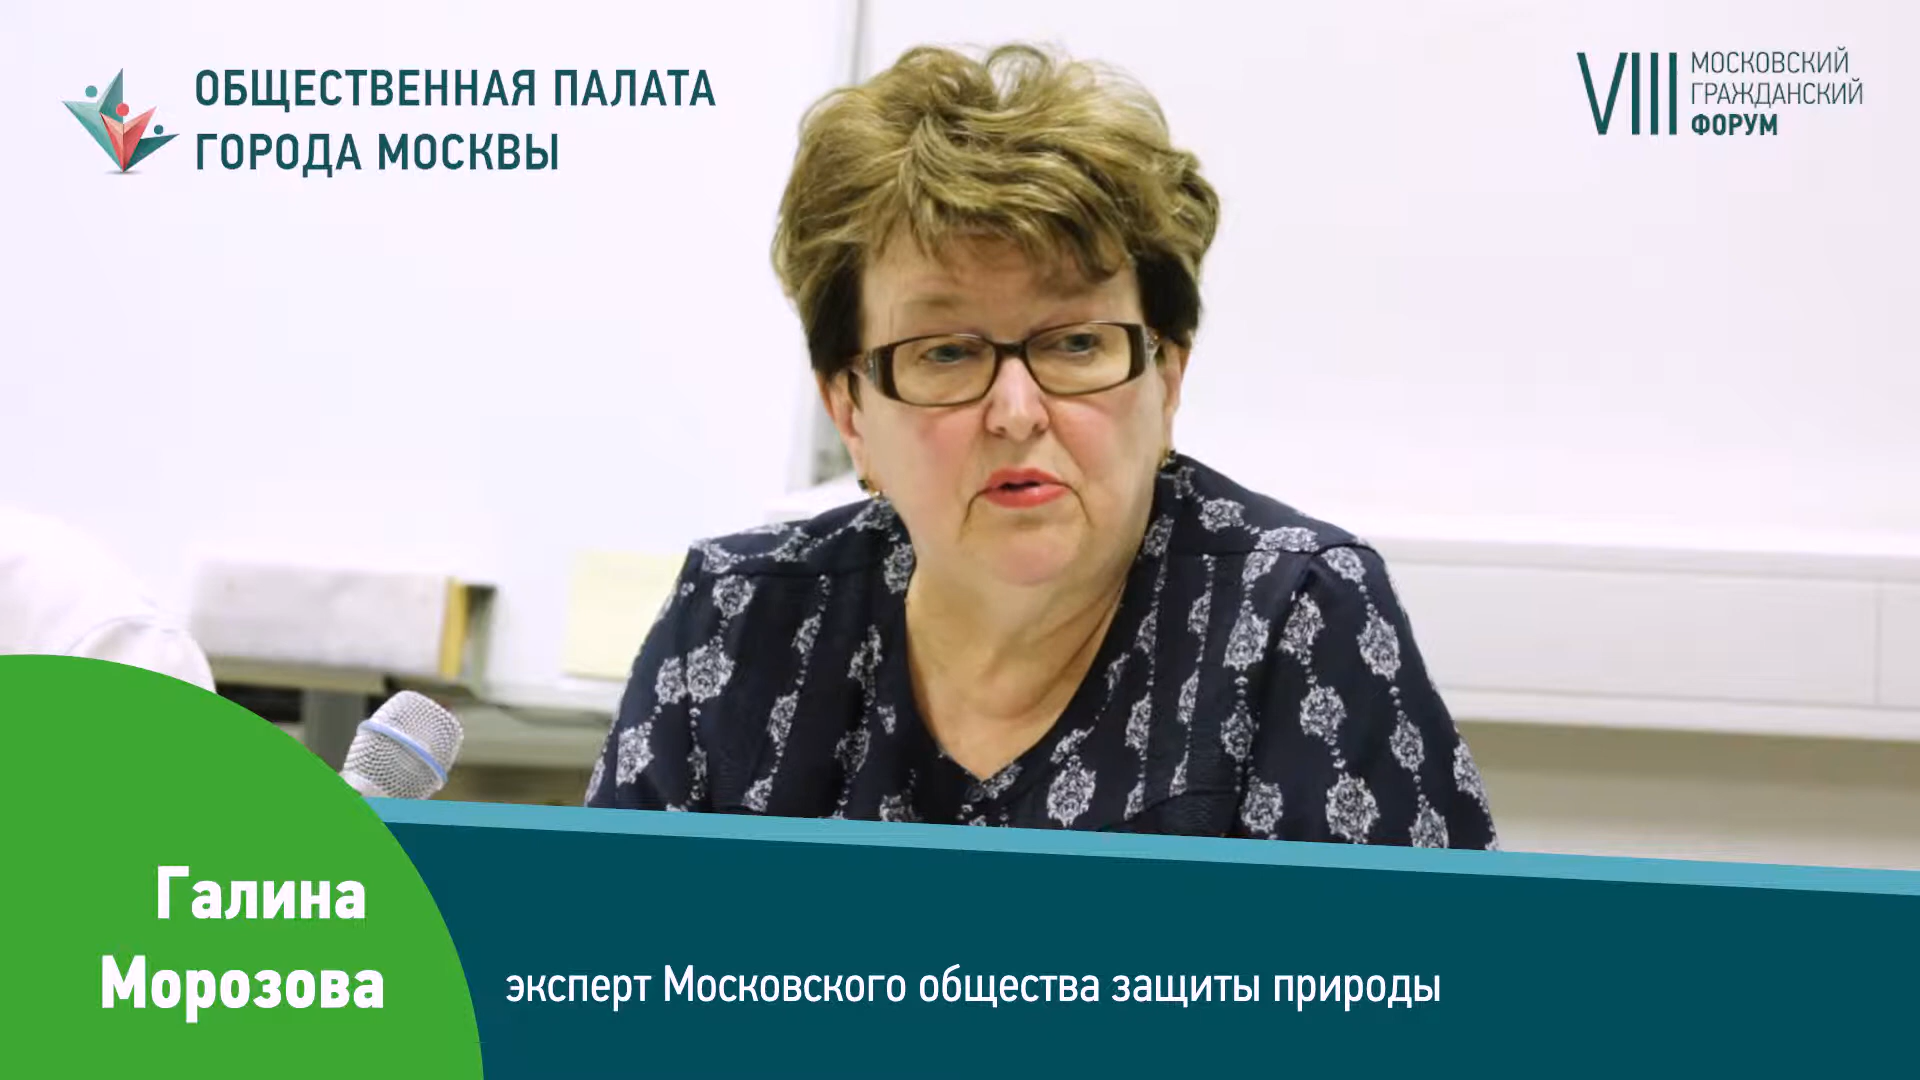 ОБЩЕСТВЕННАЯ ПАЛАТА
ГОРОДА МОСКВЫ
VIII
МОСКОВСКИЙ
ГРАЖДАНСКИЙ
ФОРУМ
Галина
Морозова
эксперт Московского общества защиты природы